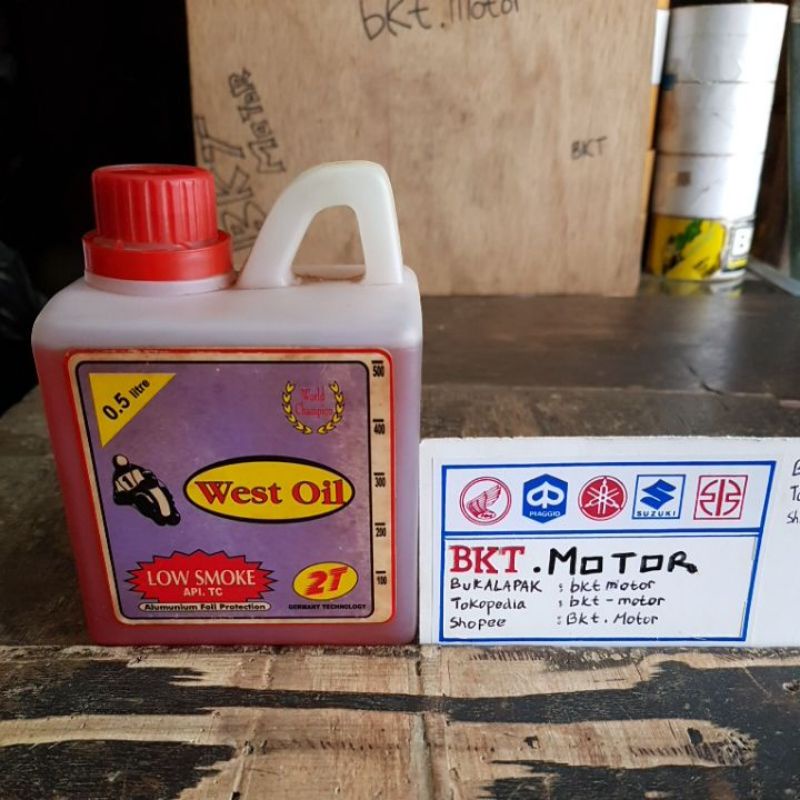 bkt.motor
BKT
MOTOR
BKT
0.5 litre
World
Champion
500
400
300
200
100
West Oil
LOW SMOKE
API. TC
Alumunium Foil Protection
2T
GERMANY TECHNOLOGY
PIAGGIO
SUZUKI
BKT.MOTOR
BUKALAPAK : bkt motor
Tokopedia : bkt-motor
Shopee : Bkt.Motor